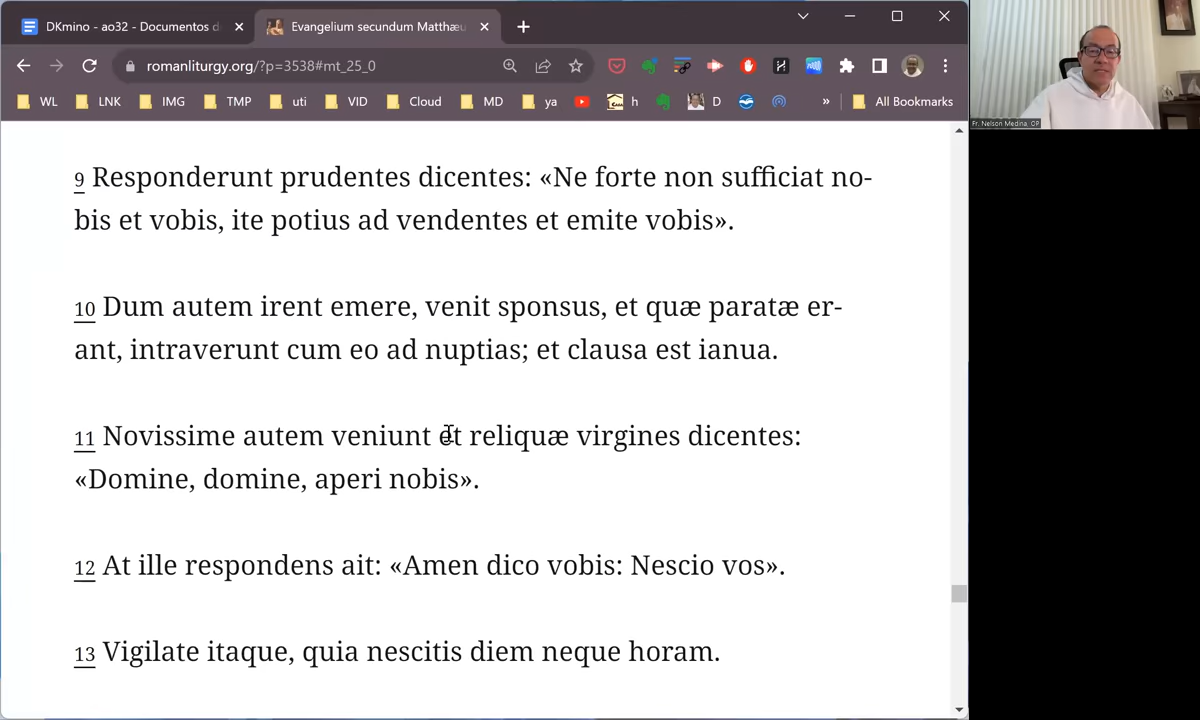 DKmino - ao32 - Documentos d
Evangelium secundum Matthæu
romanliturgy.org/?p=3538#mt_25_0
WL LNK IMG TMP uti VID Cloud MD ya h D » All Bookmarks
Fr. Nelson Medina, OP
9 Responderunt prudentes dicentes: «Ne forte non sufficiat no-
bis et vobis, ite potius ad vendentes et emite vobis».
10 Dum autem irent emere, venit sponsus, et quæ paratæ er-
ant, intraverunt cum eo ad nuptias; et clausa est ianua.
11 Novissime autem veniunt et reliquæ virgines dicentes:
«Domine, domine, aperi nobis».
12 At ille respondens ait: «Amen dico vobis: Nescio vos».
13 Vigilate itaque, quia nescitis diem neque horam.